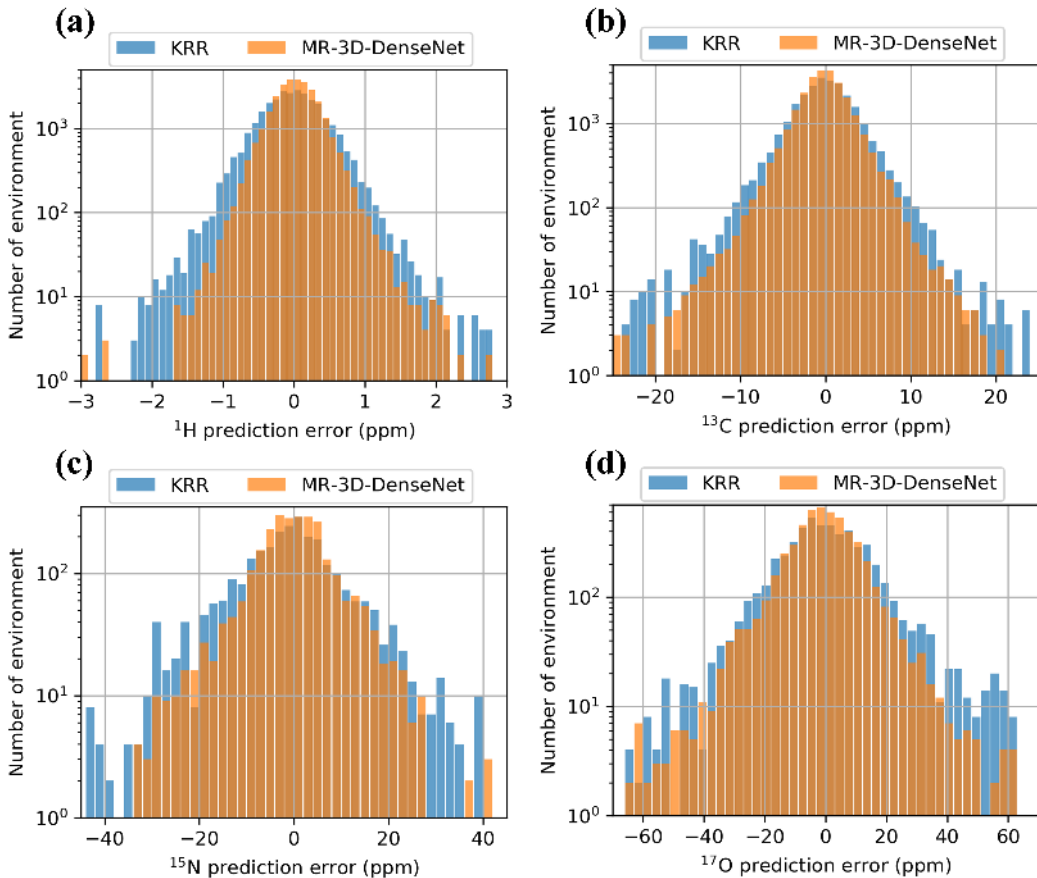 (a)
KRR MR-3D-DenseNet
Number of environment
10³
10²
10¹
10⁰
−3 −2 −1 0 1 2 3
¹H prediction error (ppm)
(b)
KRR MR-3D-DenseNet
Number of environment
10³
10²
10¹
10⁰
−20 −10 0 10 20
¹³C prediction error (ppm)
(c)
KRR MR-3D-DenseNet
Number of environment
10²
10¹
10⁰
−40 −20 0 20 40
¹⁵N prediction error (ppm)
(d)
KRR MR-3D-DenseNet
Number of environment
10²
10¹
10⁰
−60 −40 −20 0 20 40 60
¹⁷O prediction error (ppm)